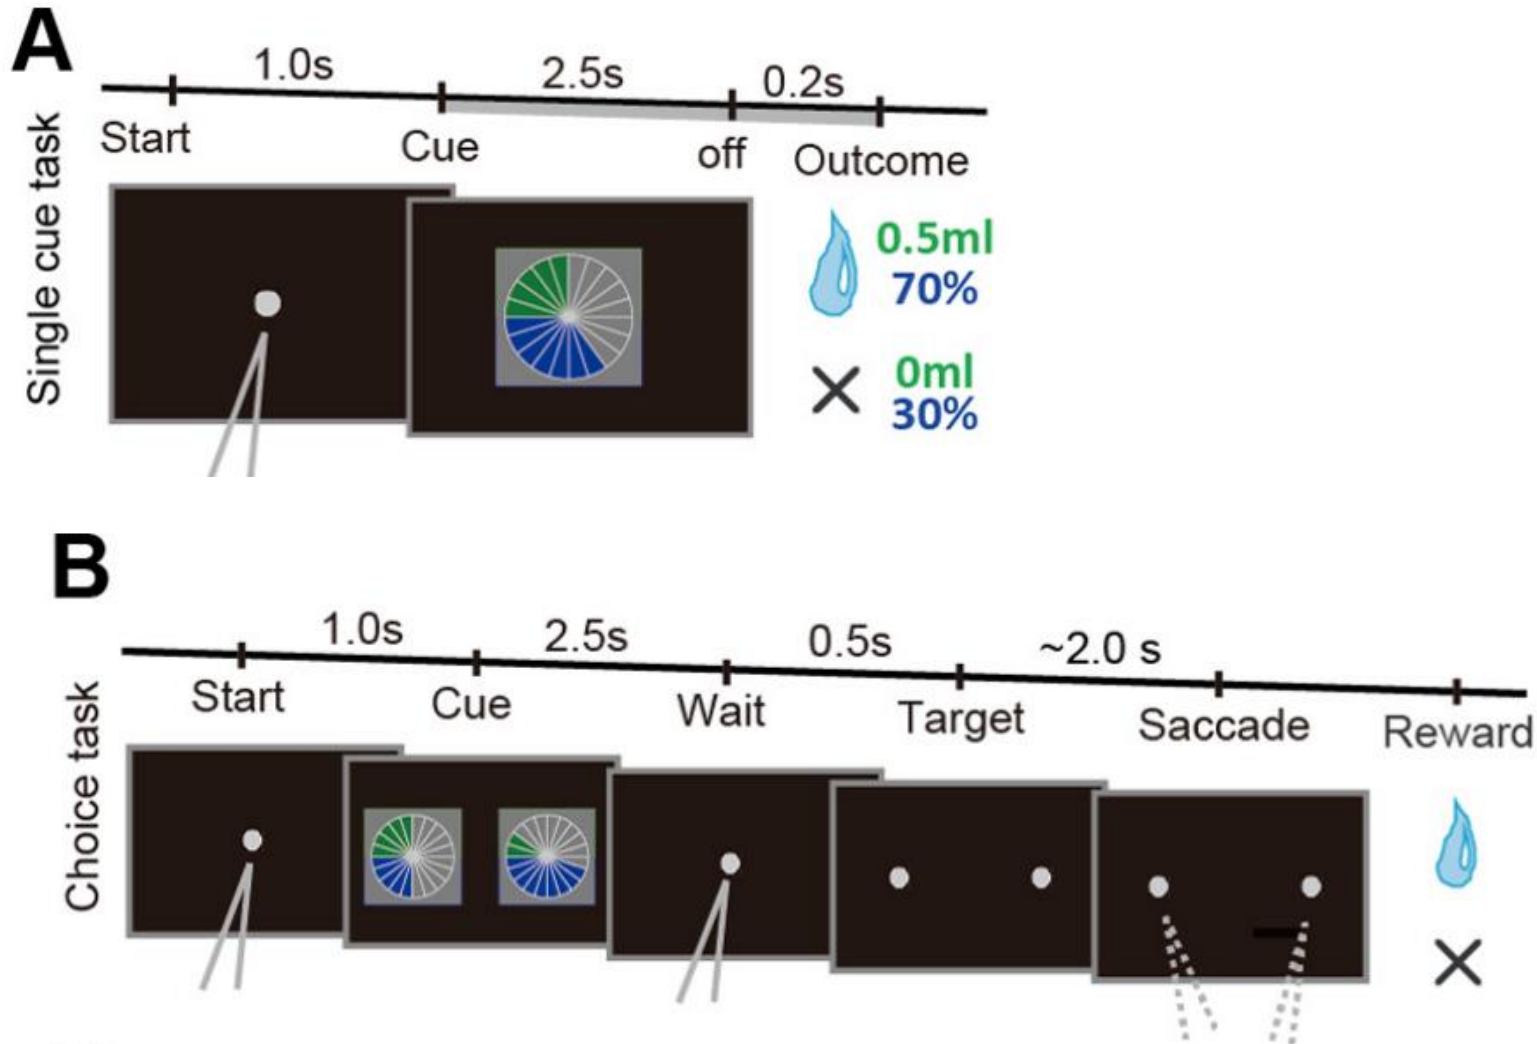 A
1.0s 2.5s 0.2s
Start Cue off Outcome
Single cue task
0.5ml
70%
0ml
30%
B
1.0s 2.5s 0.5s ~2.0 s
Start Cue Wait Target Saccade Reward
Choice task